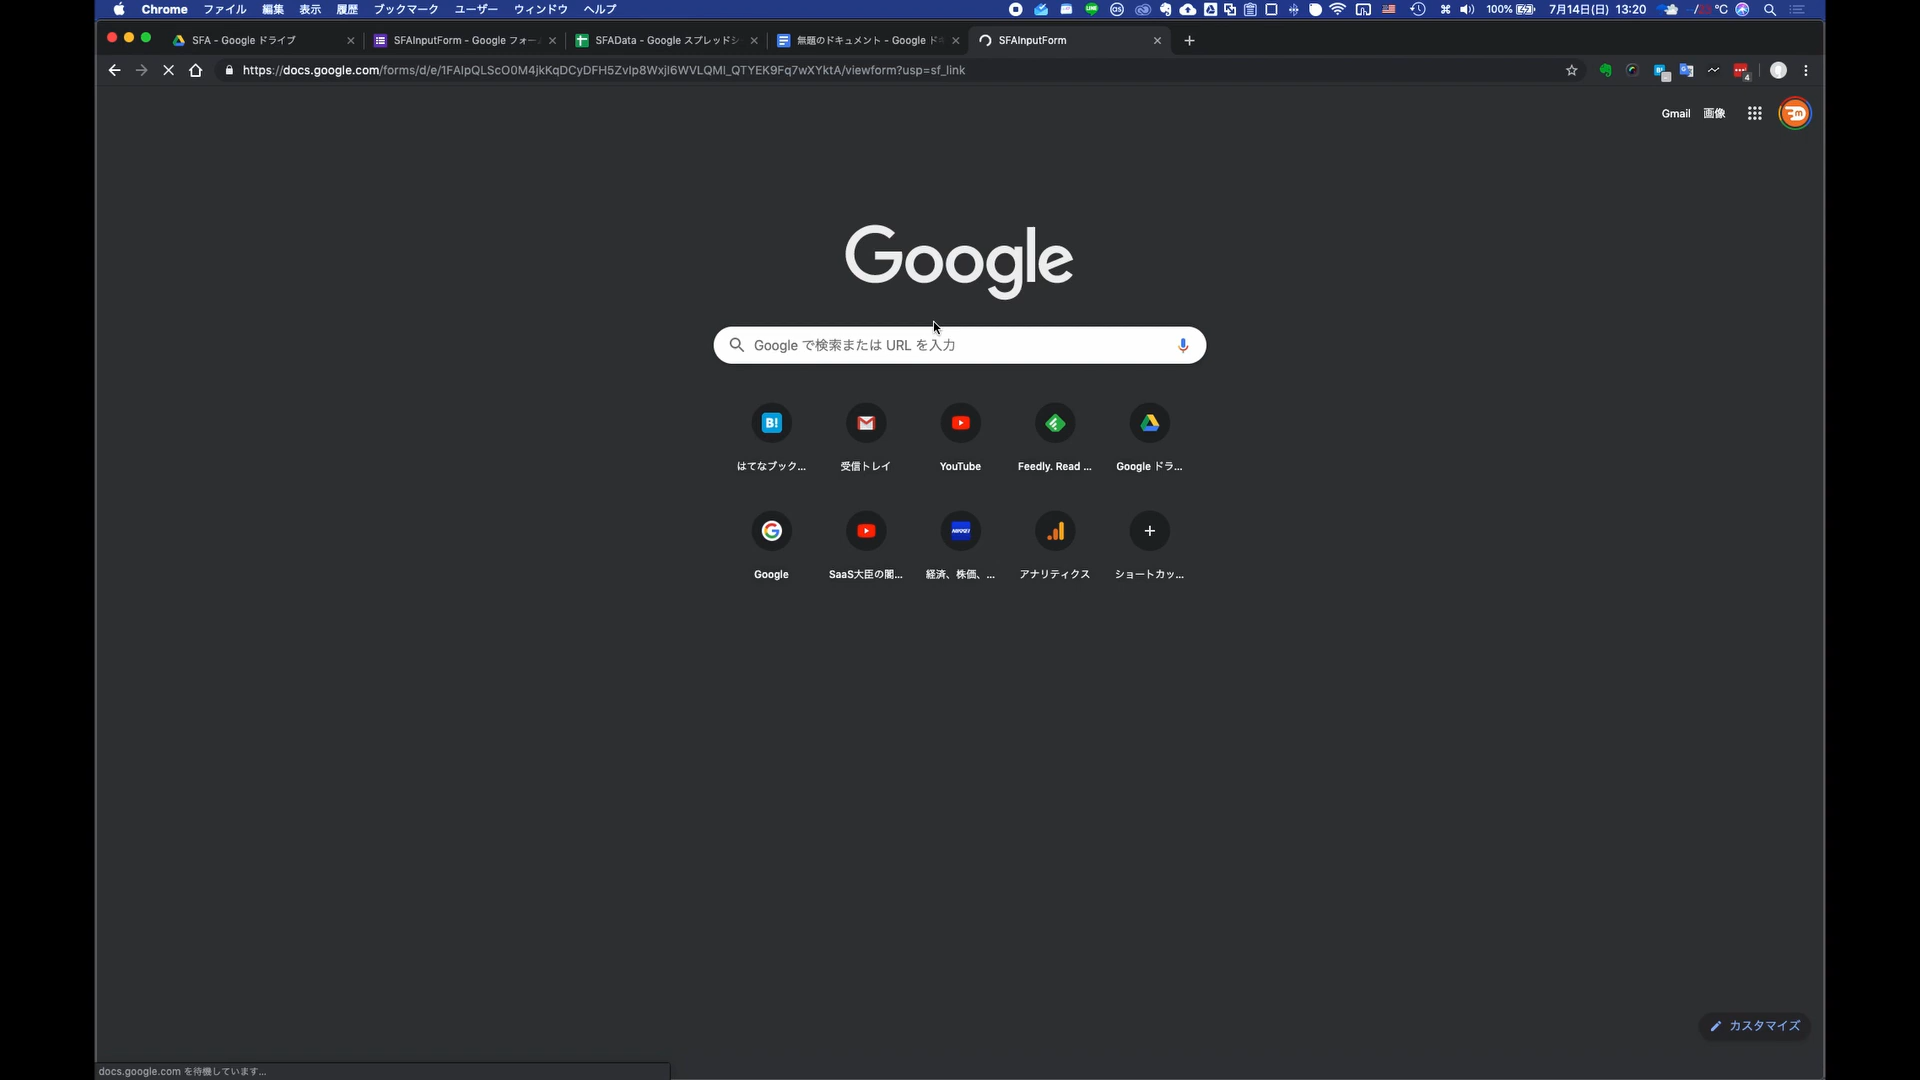 Chrome ファイル 編集 表示 履歴 ブックマーク ユーザー ウィンドウ ヘルプ 100% 7月14日(日) 13:20 °C
SFA - Google ドライブ SFAInputForm - Google フォー SFAData - Google スプレッドシ 無題のドキュメント - Google ド SFAInputForm
https://docs.google.com/forms/d/e/1FAIpQLScO0M4jkKqDCyDFH5ZvIp8WxjI6WVLQMI_QTYEK9Fq7wXYktA/viewform?usp=sf_link
Gmail 画像
Google
Google で検索または URL を入力
はてなブック... 受信トレイ YouTube Feedly. Read ... Google ドラ...
Google SaaS大臣の閣... 経済、株価、... アナリティクス ショートカッ...
カスタマイズ
docs.google.com を待機しています...